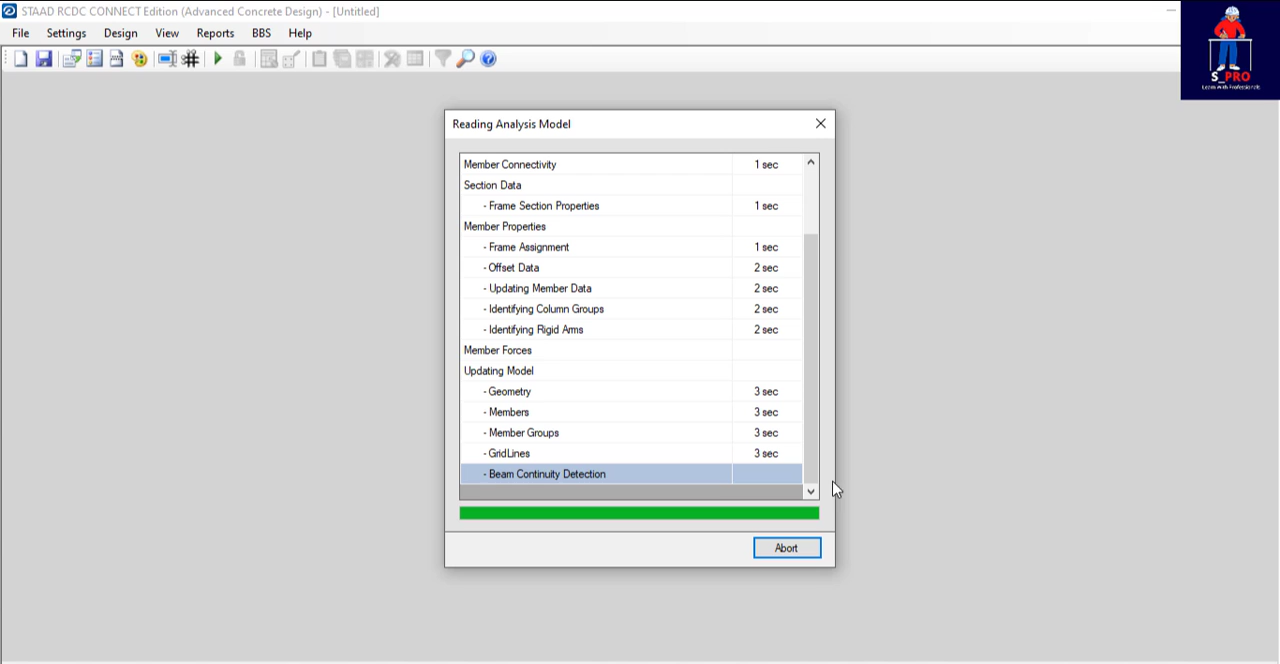 STAAD RCDC CONNECT Edition (Advanced Concrete Design) - [Untitled]
File Settings Design View Reports BBS Help
S_PRO
Learn With Professionals
Reading Analysis Model
Member Connectivity 1 sec
Section Data
- Frame Section Properties 1 sec
Member Properties
- Frame Assignment 1 sec
- Offset Data 2 sec
- Updating Member Data 2 sec
- Identifying Column Groups 2 sec
- Identifying Rigid Arms 2 sec
Member Forces
Updating Model
- Geometry 3 sec
- Members 3 sec
- Member Groups 3 sec
- GridLines 3 sec
- Beam Continuity Detection
Abort